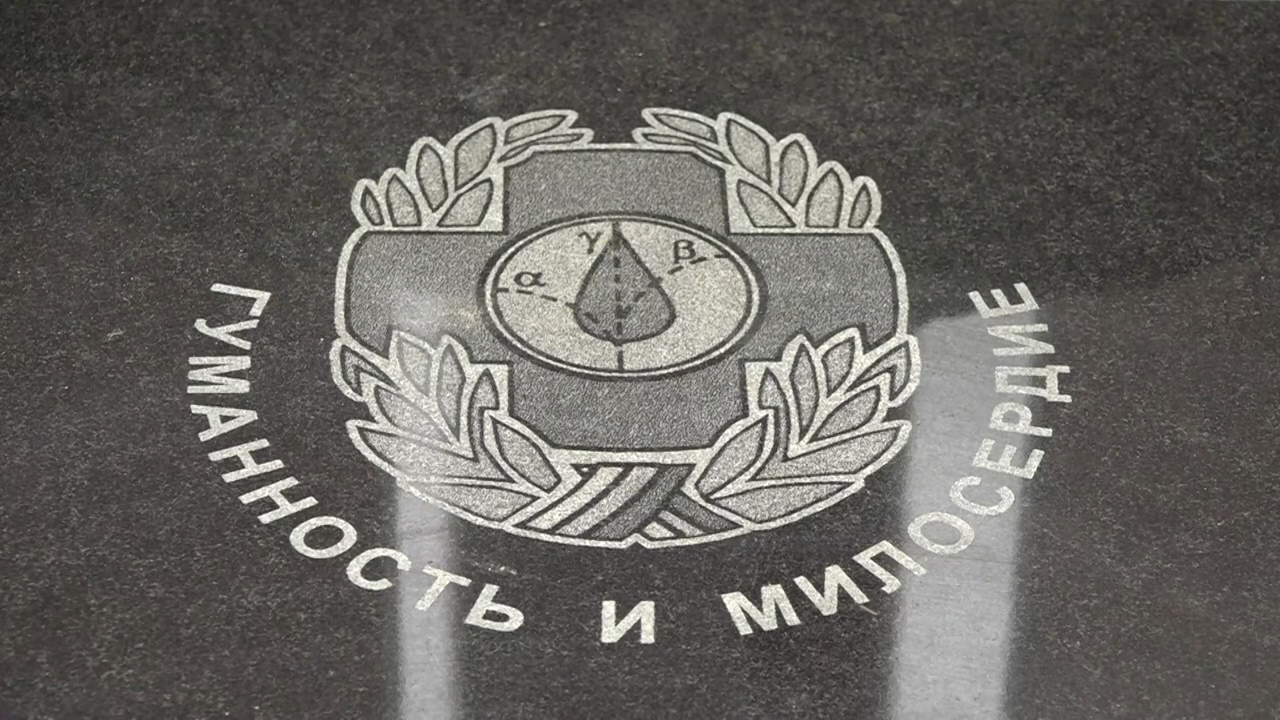 α γ β
ГУМАННОСТЬ И МИЛОСЕРДИЕ